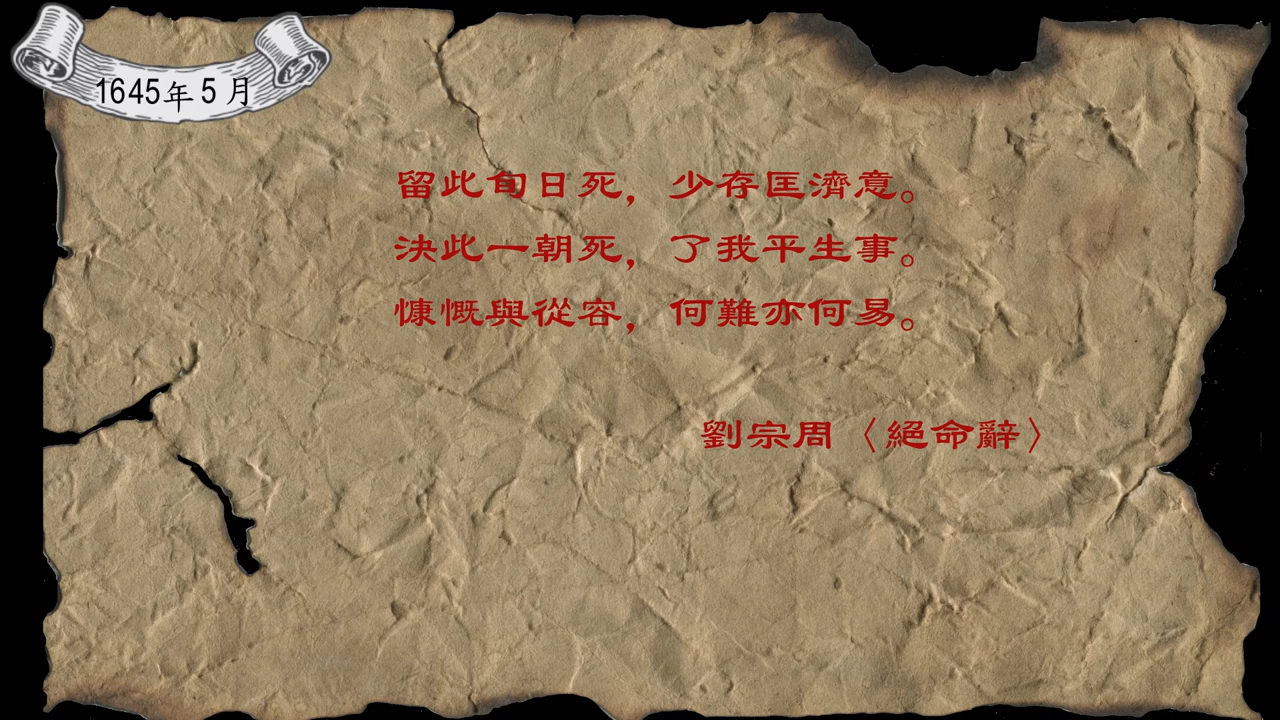 1645年5月
留此旬日死，少存匡濟意。
決此一朝死，了我平生事。
慷慨與從容，何難亦何易。
劉宗周〈絕命辭〉